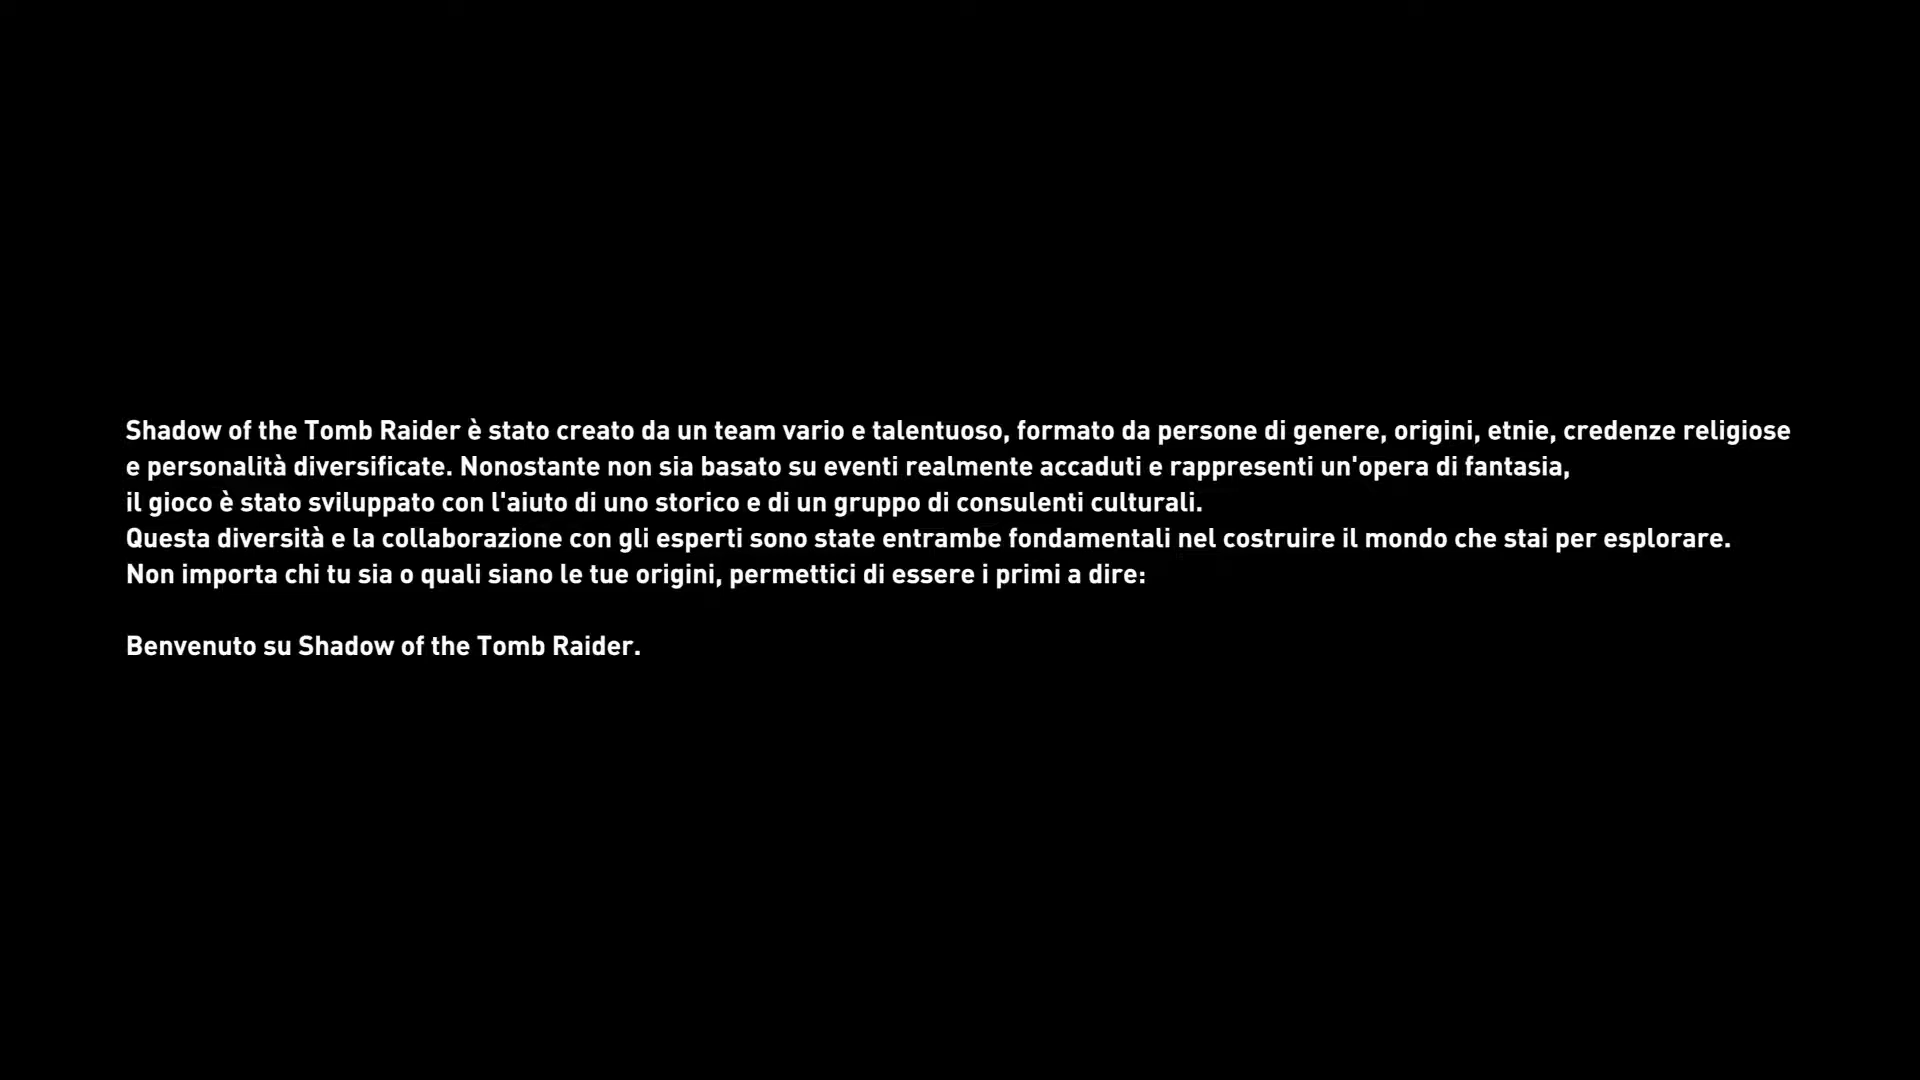 Shadow of the Tomb Raider è stato creato da un team vario e talentuoso, formato da persone di genere, origini, etnie, credenze religiose
e personalità diversificate. Nonostante non sia basato su eventi realmente accaduti e rappresenti un'opera di fantasia,
il gioco è stato sviluppato con l'aiuto di uno storico e di un gruppo di consulenti culturali.
Questa diversità e la collaborazione con gli esperti sono state entrambe fondamentali nel costruire il mondo che stai per esplorare.
Non importa chi tu sia o quali siano le tue origini, permettici di essere i primi a dire:
Benvenuto su Shadow of the Tomb Raider.